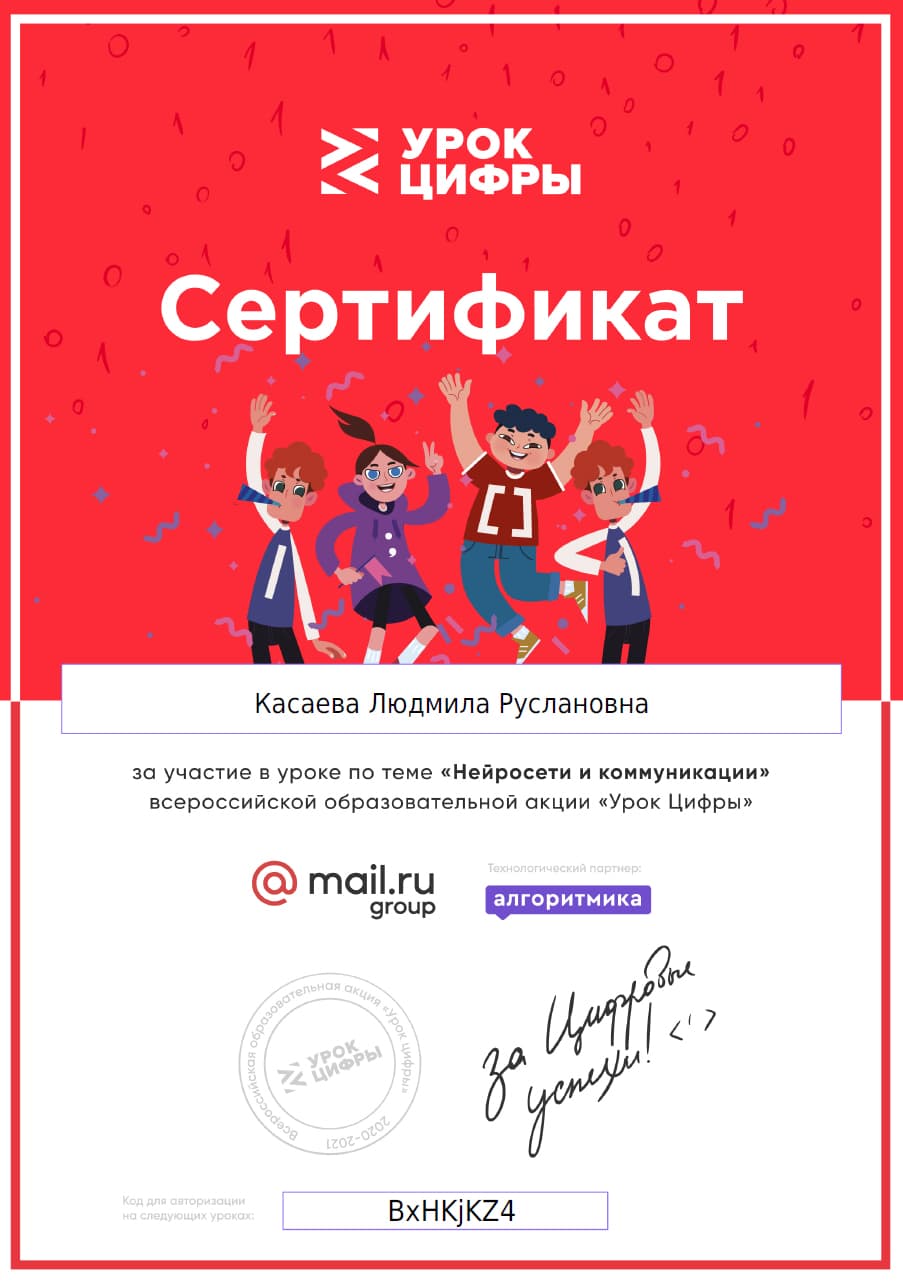 УРОК
ЦИФРЫ
Сертификат
Касаева Людмила Руслановна
за участие в уроке по теме «Нейросети и коммуникации»
всероссийской образовательной акции «Урок Цифры»
@mail.ru
group
Технологический партнер:
алгоритмика
Всероссийская образовательная акция «Урок цифры»
УРОК
ЦИФРЫ
2020-2021
за Цифровые
успехи! <'>
Код для авторизации
на следующих уроках:
BxHKjKZ4